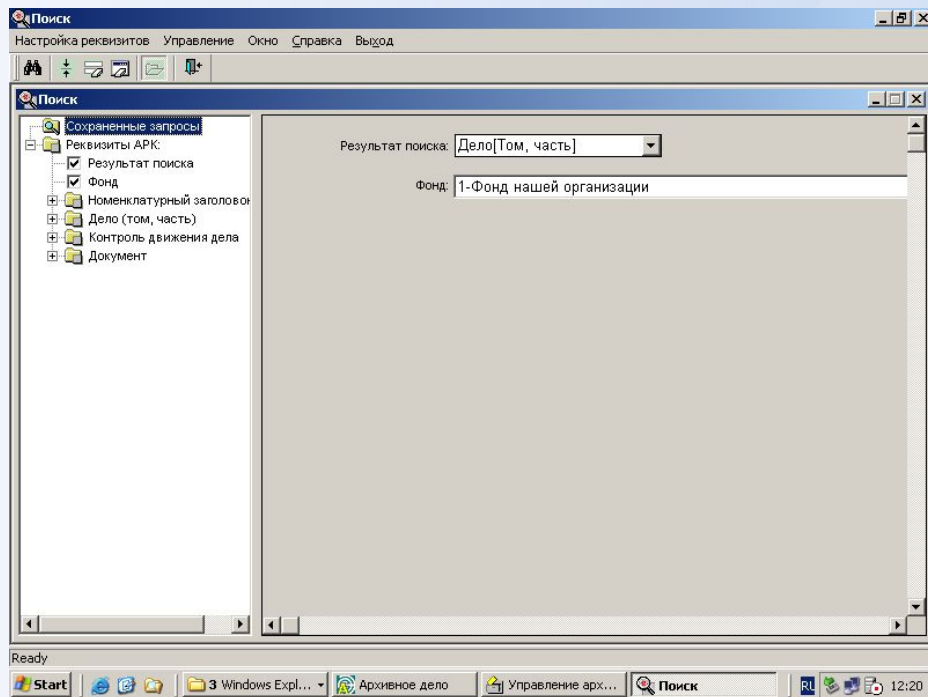 Поиск
Настройка реквизитов Управление Окно Справка Выход
Поиск
Сохраненные запросы
Реквизиты АРК:
Результат поиска
Фонд
Номенклатурный заголовок
Дело (том, часть)
Контроль движения дела
Документ
Результат поиска: Дело[Том, часть]
Фонд: 1-Фонд нашей организации
Ready
Start 3 Windows Expl... Архивное дело Управление арх... Поиск RL 12:20